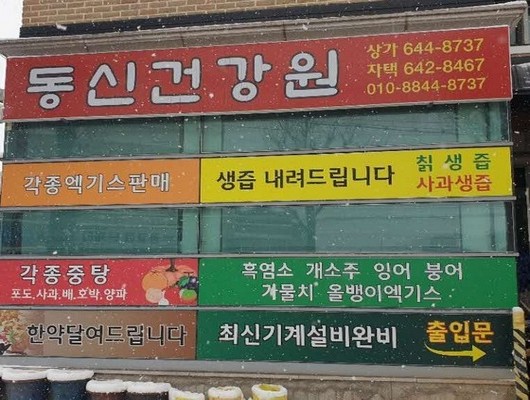 동신건강원
상가 644-8737
자택 642-8467
010-8844-8737
각종엑기스판매
생즙 내려드립니다
칡 생 즙
사과생즙
각종중탕
포도, 사과, 배, 호박, 양파
흑염소 개소주 잉어 붕어
가물치 올뱅이엑기스
한약달여드립니다
최신기계설비완비
출입문